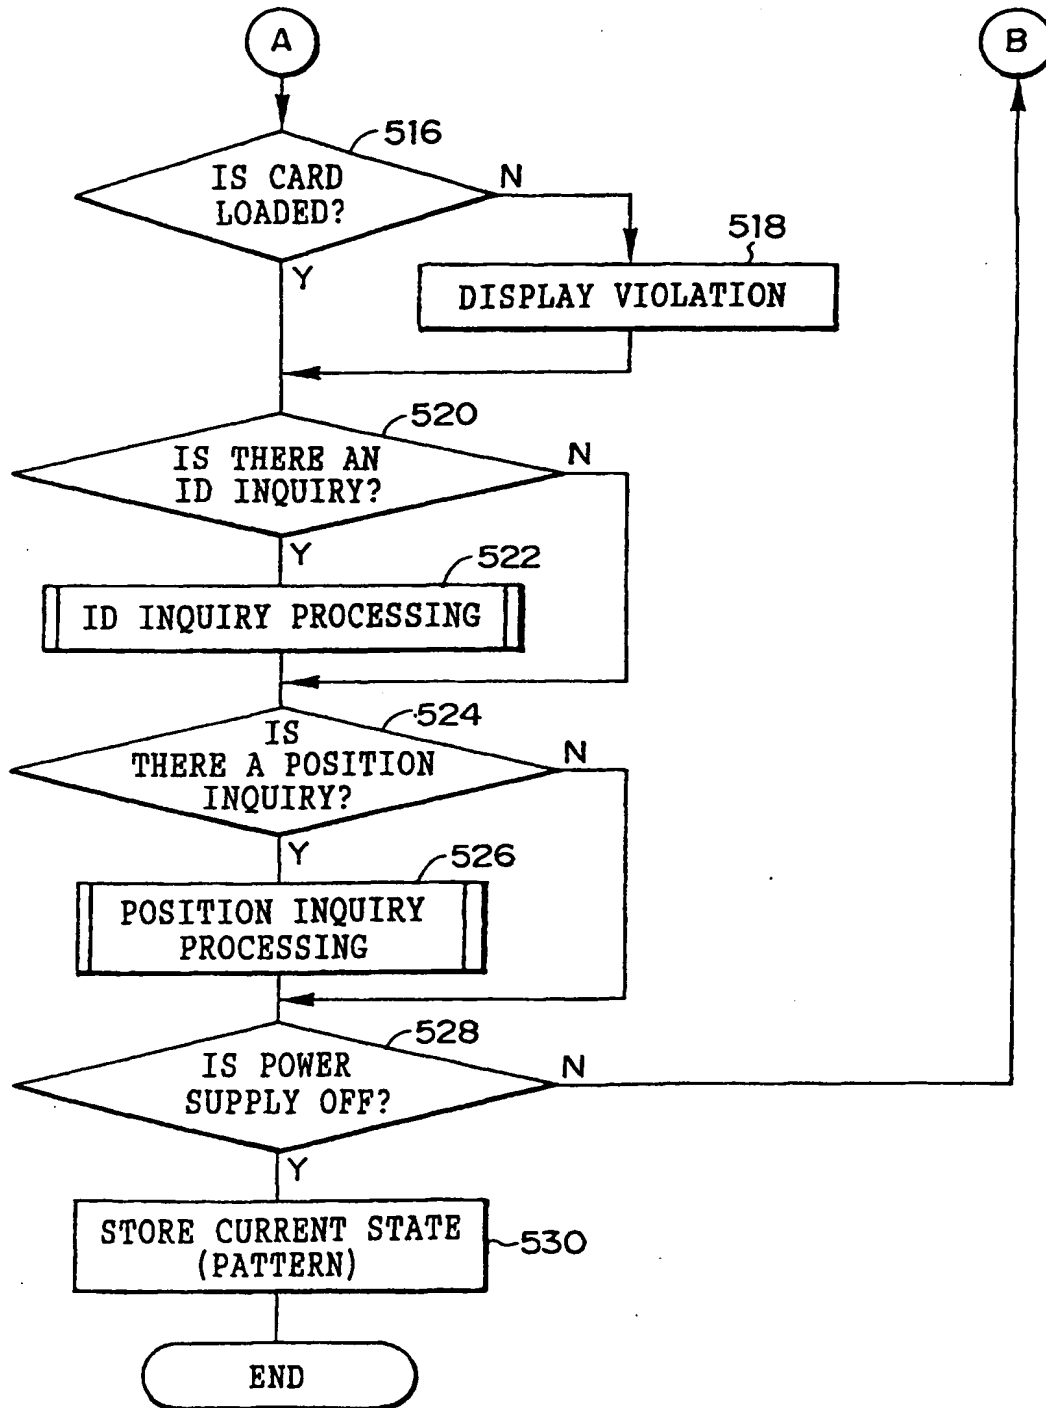 A
B
516
IS CARD
LOADED?
N
Y
518
DISPLAY VIOLATION
520
IS THERE AN
ID INQUIRY?
N
Y
522
ID INQUIRY PROCESSING
524
IS
THERE A POSITION
INQUIRY?
N
Y
526
POSITION INQUIRY
PROCESSING
528
IS POWER
SUPPLY OFF?
N
Y
STORE CURRENT STATE
(PATTERN)
530
END